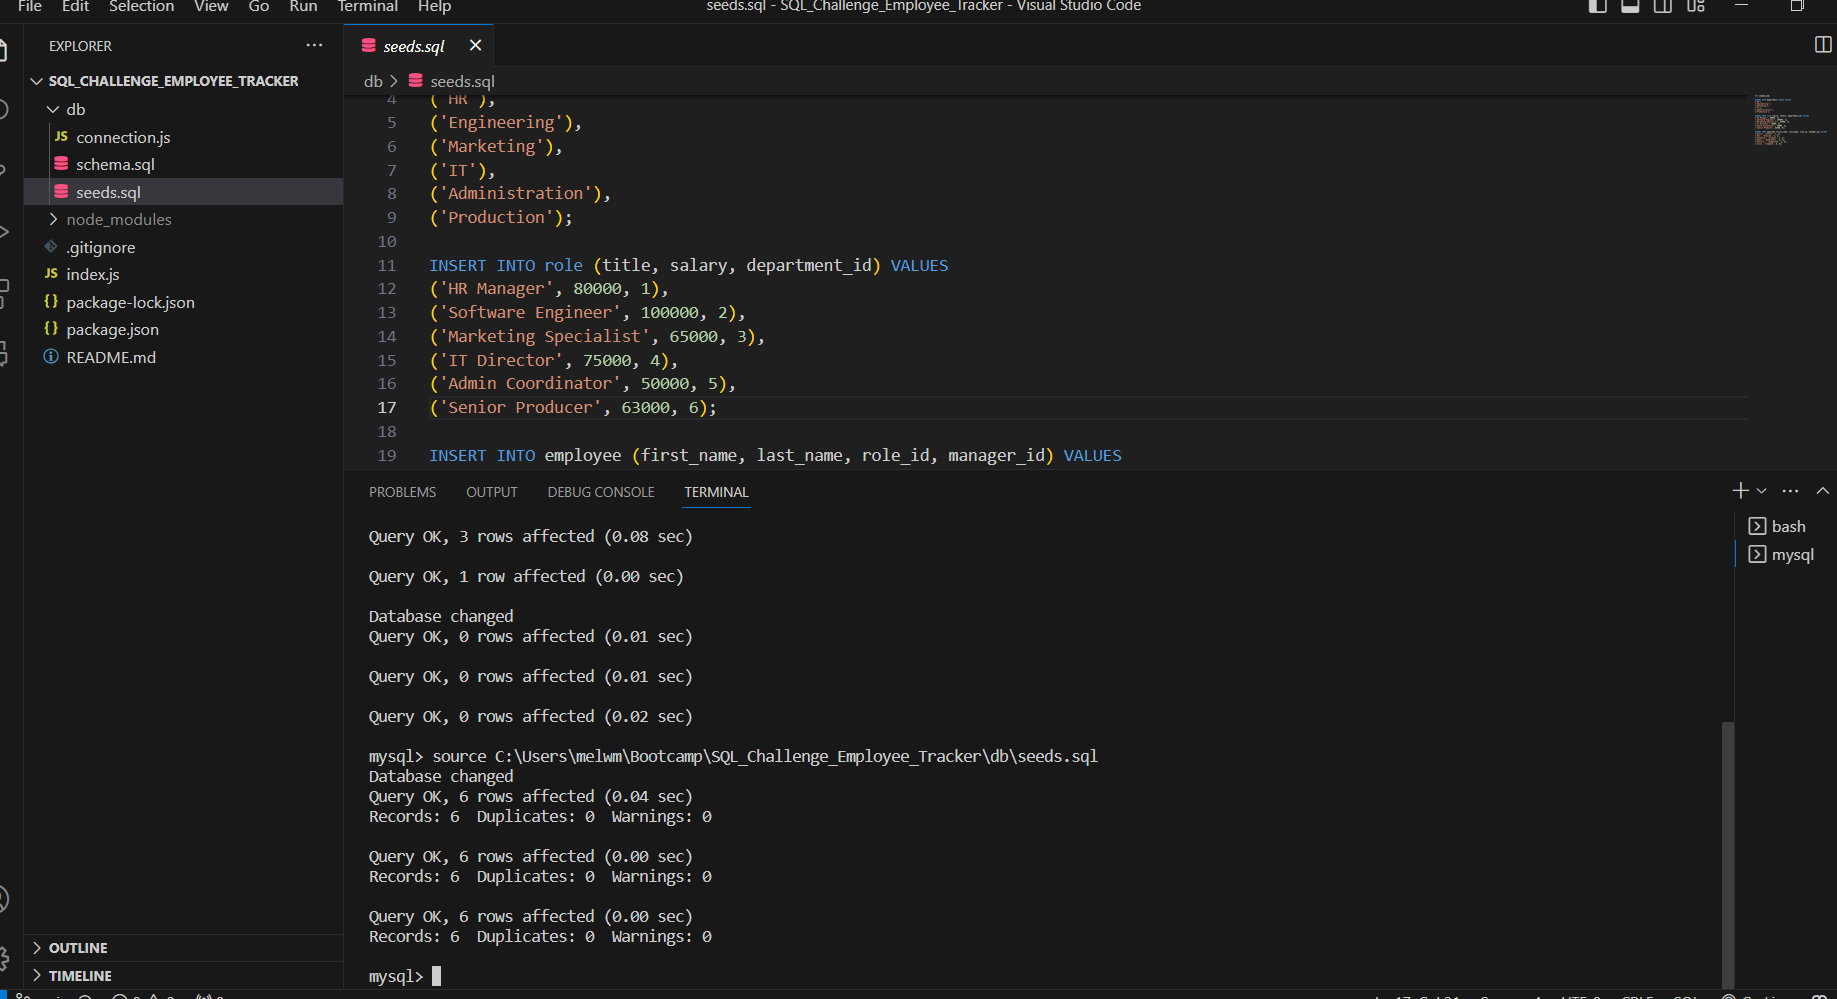 File Edit Selection View Go Run Terminal Help
seeds.sql - SQL_Challenge_Employee_Tracker - Visual Studio Code
EXPLORER
SQL_CHALLENGE_EMPLOYEE_TRACKER
db
connection.js
schema.sql
seeds.sql
node_modules
.gitignore
index.js
package-lock.json
package.json
README.md
OUTLINE
TIMELINE
seeds.sql
db > seeds.sql
4 ('HR'),
5 ('Engineering'),
6 ('Marketing'),
7 ('IT'),
8 ('Administration'),
9 ('Production');
10
11 INSERT INTO role (title, salary, department_id) VALUES
12 ('HR Manager', 80000, 1),
13 ('Software Engineer', 100000, 2),
14 ('Marketing Specialist', 65000, 3),
15 ('IT Director', 75000, 4),
16 ('Admin Coordinator', 50000, 5),
17 ('Senior Producer', 63000, 6);
18
19 INSERT INTO employee (first_name, last_name, role_id, manager_id) VALUES
PROBLEMS OUTPUT DEBUG CONSOLE TERMINAL
Query OK, 3 rows affected (0.08 sec)
Query OK, 1 row affected (0.00 sec)
Database changed
Query OK, 0 rows affected (0.01 sec)
Query OK, 0 rows affected (0.01 sec)
Query OK, 0 rows affected (0.02 sec)
mysql> source C:\Users\melwm\Bootcamp\SQL_Challenge_Employee_Tracker\db\seeds.sql
Database changed
Query OK, 6 rows affected (0.04 sec)
Records: 6 Duplicates: 0 Warnings: 0
Query OK, 6 rows affected (0.00 sec)
Records: 6 Duplicates: 0 Warnings: 0
Query OK, 6 rows affected (0.00 sec)
Records: 6 Duplicates: 0 Warnings: 0
mysql>
bash
mysql